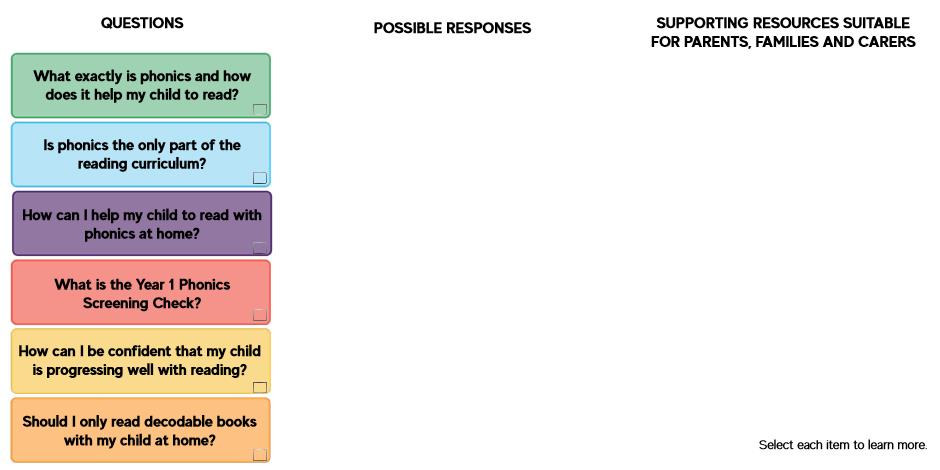 QUESTIONS
POSSIBLE RESPONSES
SUPPORTING RESOURCES SUITABLE
FOR PARENTS, FAMILIES AND CARERS
What exactly is phonics and how
does it help my child to read?
Is phonics the only part of the
reading curriculum?
How can I help my child to read with
phonics at home?
What is the Year 1 Phonics
Screening Check?
How can I be confident that my child
is progressing well with reading?
Should I only read decodable books
with my child at home?
Select each item to learn more.